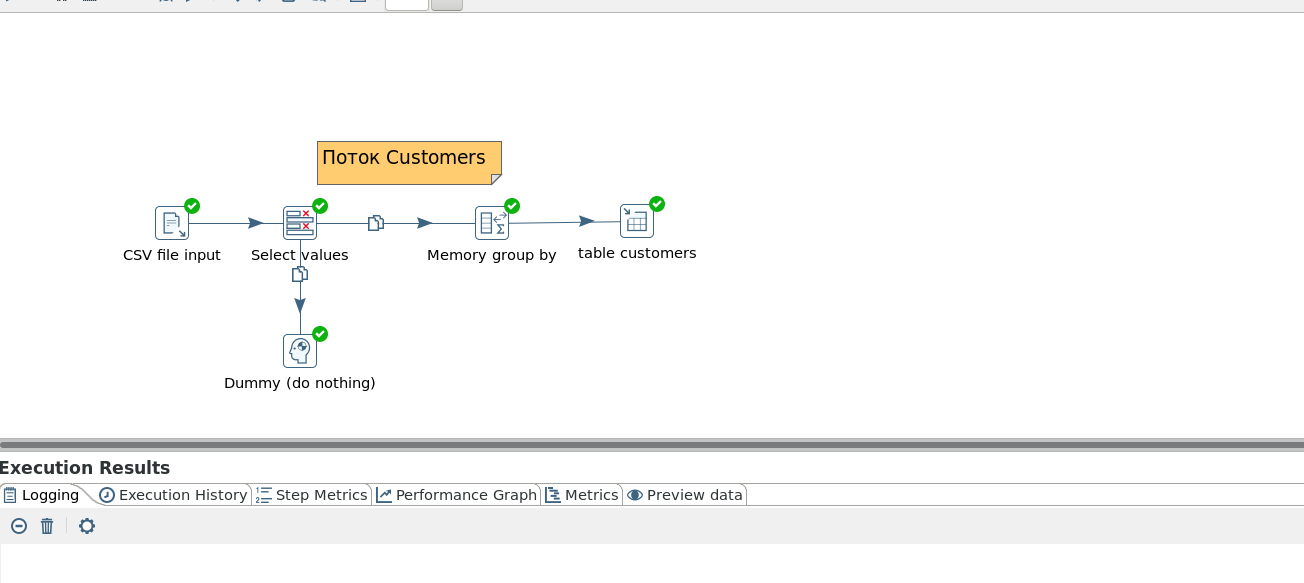 Поток Customers
CSV file input
Select values
Memory group by
table customers
Dummy (do nothing)
Execution Results
Logging
Execution History
Step Metrics
Performance Graph
Metrics
Preview data